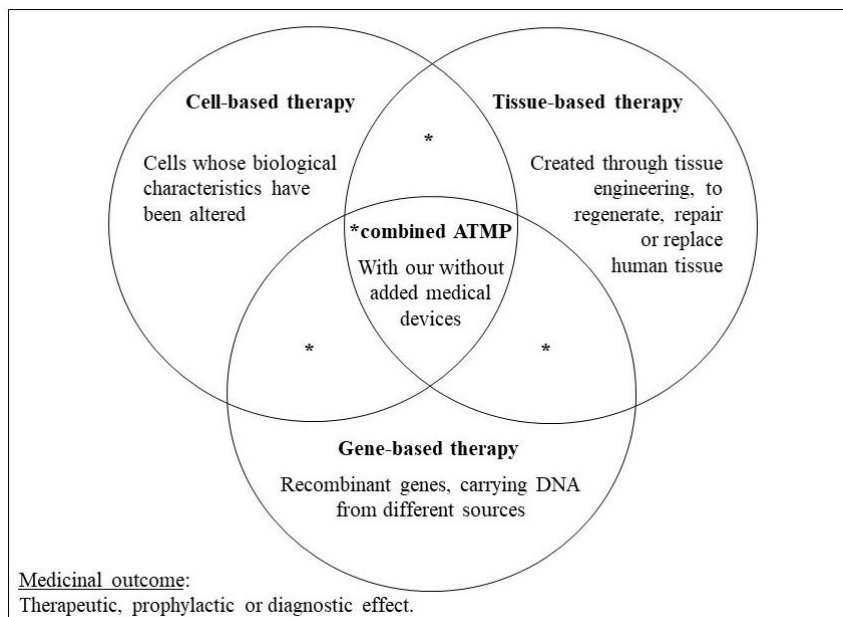 Cell-based therapy
Cells whose biological
characteristics have
been altered
*
Tissue-based therapy
Created through tissue
engineering, to
regenerate, repair
or replace
human tissue
*combined ATMP
With our without
added medical
devices
*
*
Gene-based therapy
Recombinant genes, carrying DNA
from different sources
Medicinal outcome:
Therapeutic, prophylactic or diagnostic effect.